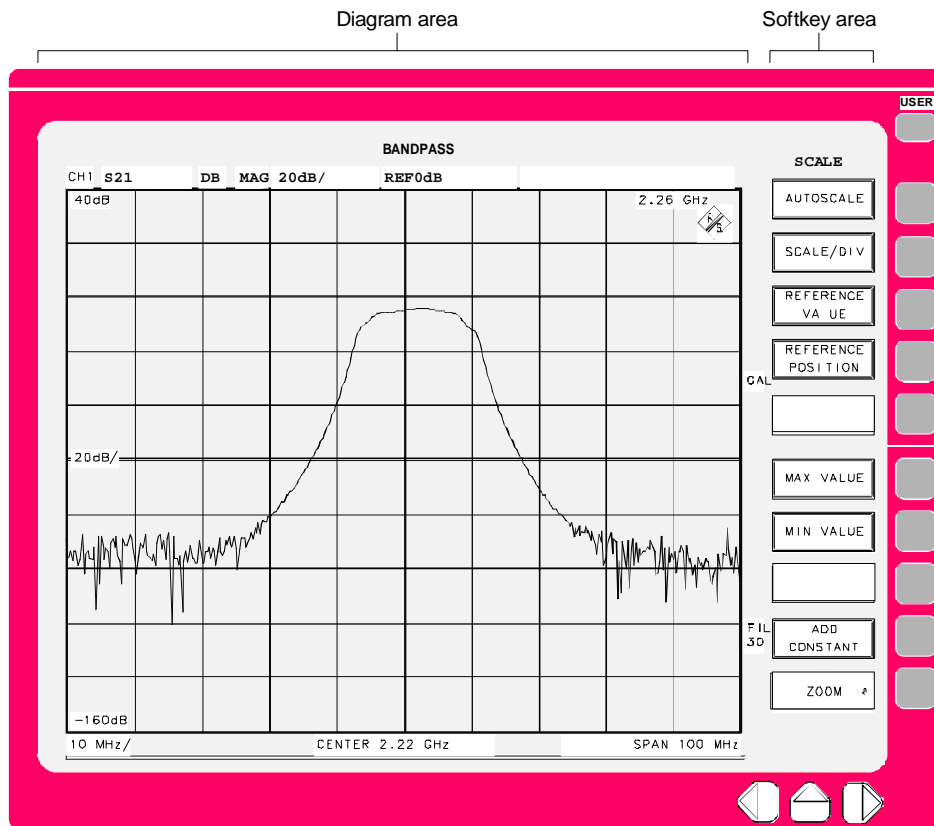 Diagram area
Softkey area
USER
BANDPASS
CH1 S21 DB MAG 20dB/ REF0dB
40dB
2.26 GHz
20dB/
-160dB
10 MHz/ CENTER 2.22 GHz SPAN 100 MHz
CAL
FIL
3D
SCALE
AUTOSCALE
SCALE/DIV
REFERENCE
VA UE
REFERENCE
POSITION
MAX VALUE
MIN VALUE
ADD
CONSTANT
ZOOM